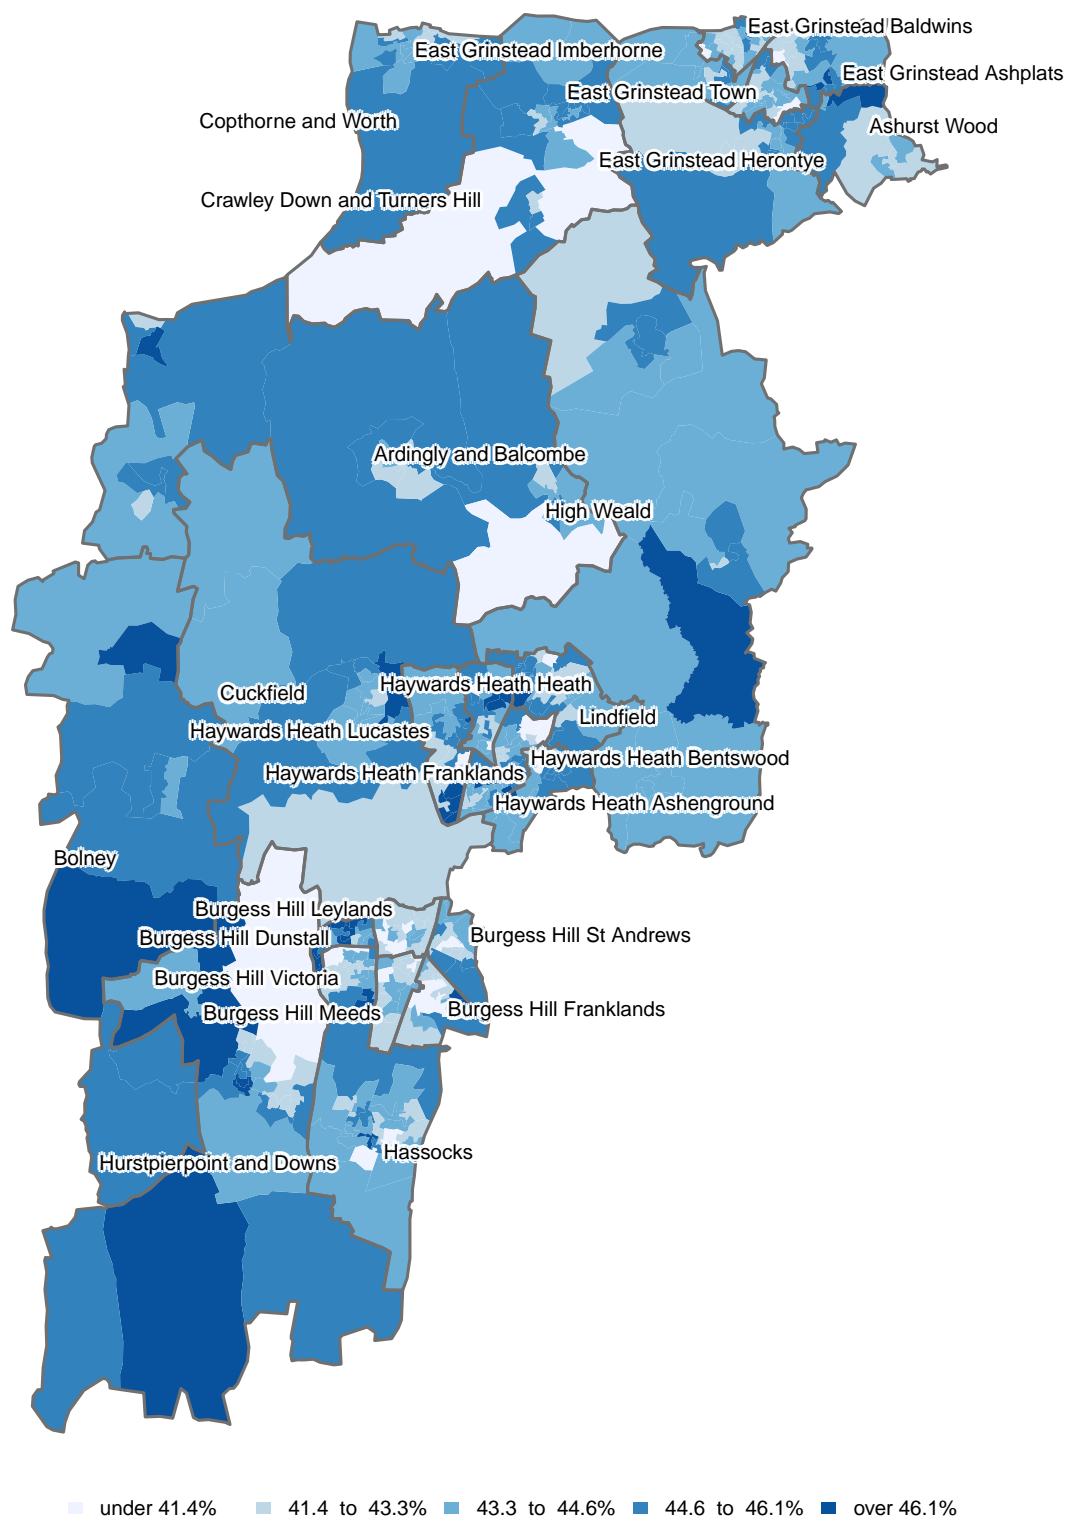 East Grinstead Baldwins
East Grinstead Imberhorne
East Grinstead Ashplats
East Grinstead Town
Copthorne and Worth
Ashurst Wood
East Grinstead Herontye
Crawley Down and Turners Hill
Ardingly and Balcombe
High Weald
Haywards Heath Heath
Cuckfield
Lindfield
Haywards Heath Lucastes
Haywards Heath Bentswood
Haywards Heath Franklands
Haywards Heath Ashenground
Bolney
Burgess Hill Leylands
Burgess Hill Dunstall
Burgess Hill St Andrews
Burgess Hill Victoria
Burgess Hill Meeds
Burgess Hill Franklands
Hassocks
Hurstpierpoint and Downs
under 41.4% 41.4 to 43.3% 43.3 to 44.6% 44.6 to 46.1% over 46.1%